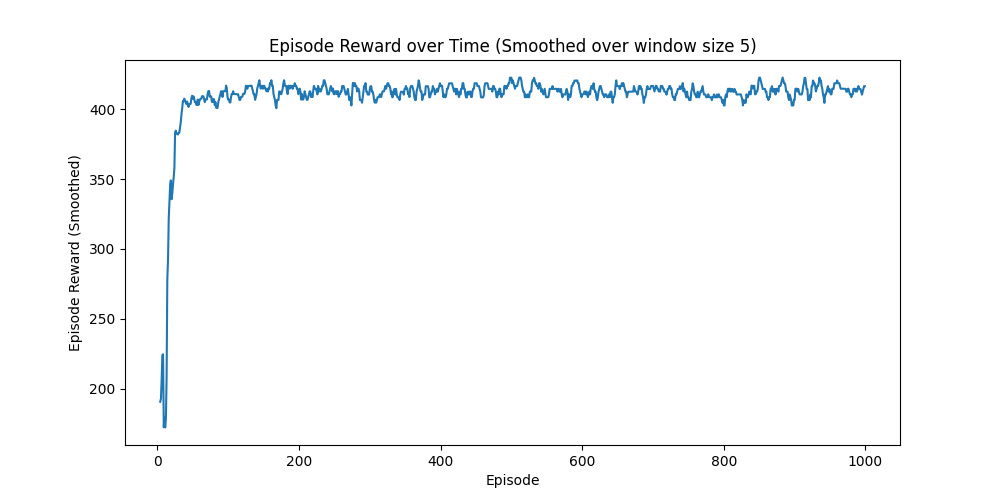 Episode Reward over Time (Smoothed over window size 5)
Episode Reward (Smoothed)
400
350
300
250
200
0 200 400 600 800 1000
Episode